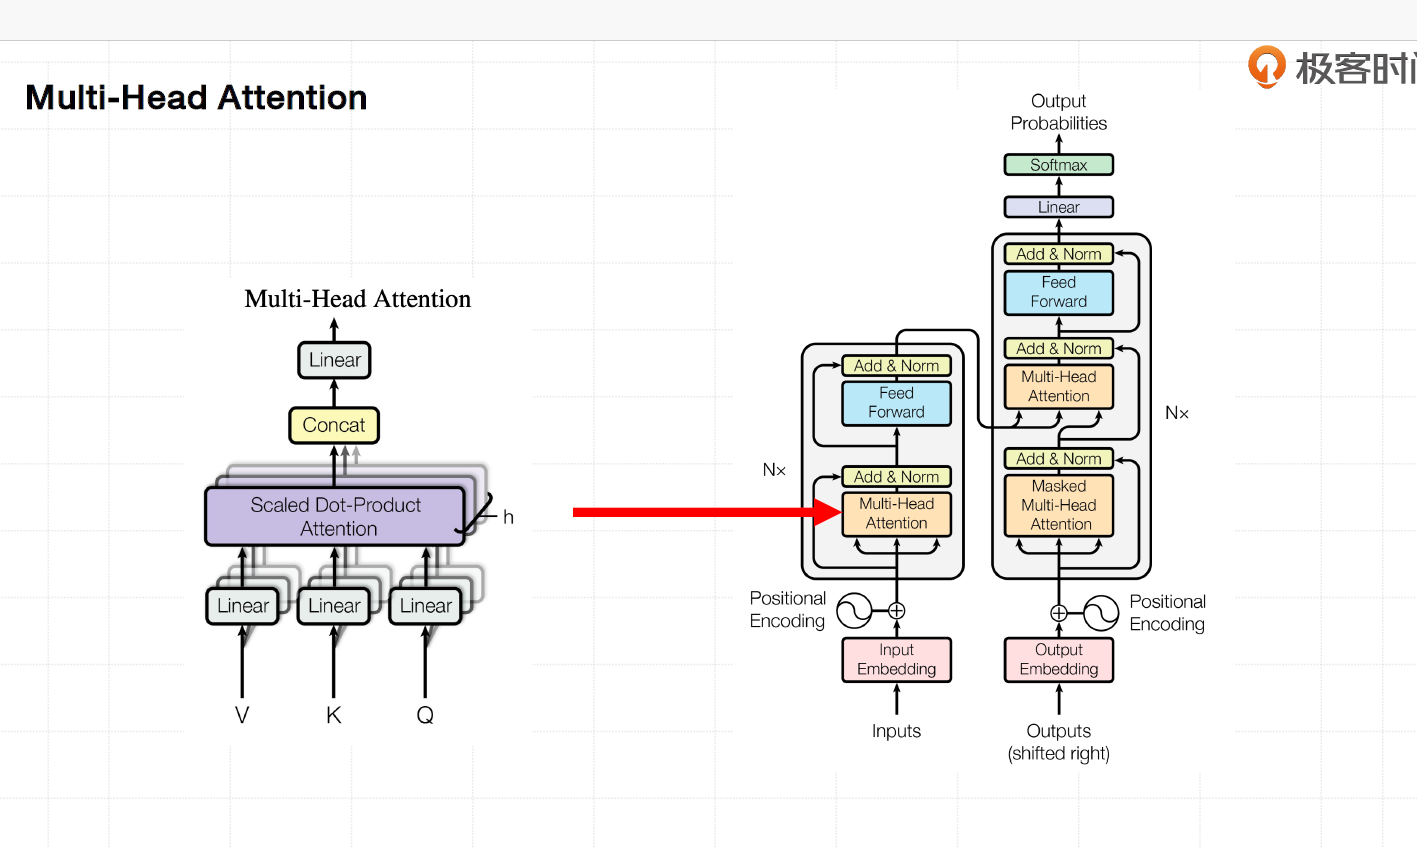 极客时间
Multi-Head Attention
Multi-Head Attention
Linear
Concat
Scaled Dot-Product
Attention
h
Linear
Linear
Linear
V
K
Q
Output
Probabilities
Softmax
Linear
Add & Norm
Feed
Forward
Add & Norm
Multi-Head
Attention
Nx
Add & Norm
Masked
Multi-Head
Attention
Add & Norm
Feed
Forward
Nx
Add & Norm
Multi-Head
Attention
Positional
Encoding
Positional
Encoding
Input
Embedding
Output
Embedding
Inputs
Outputs
(shifted right)